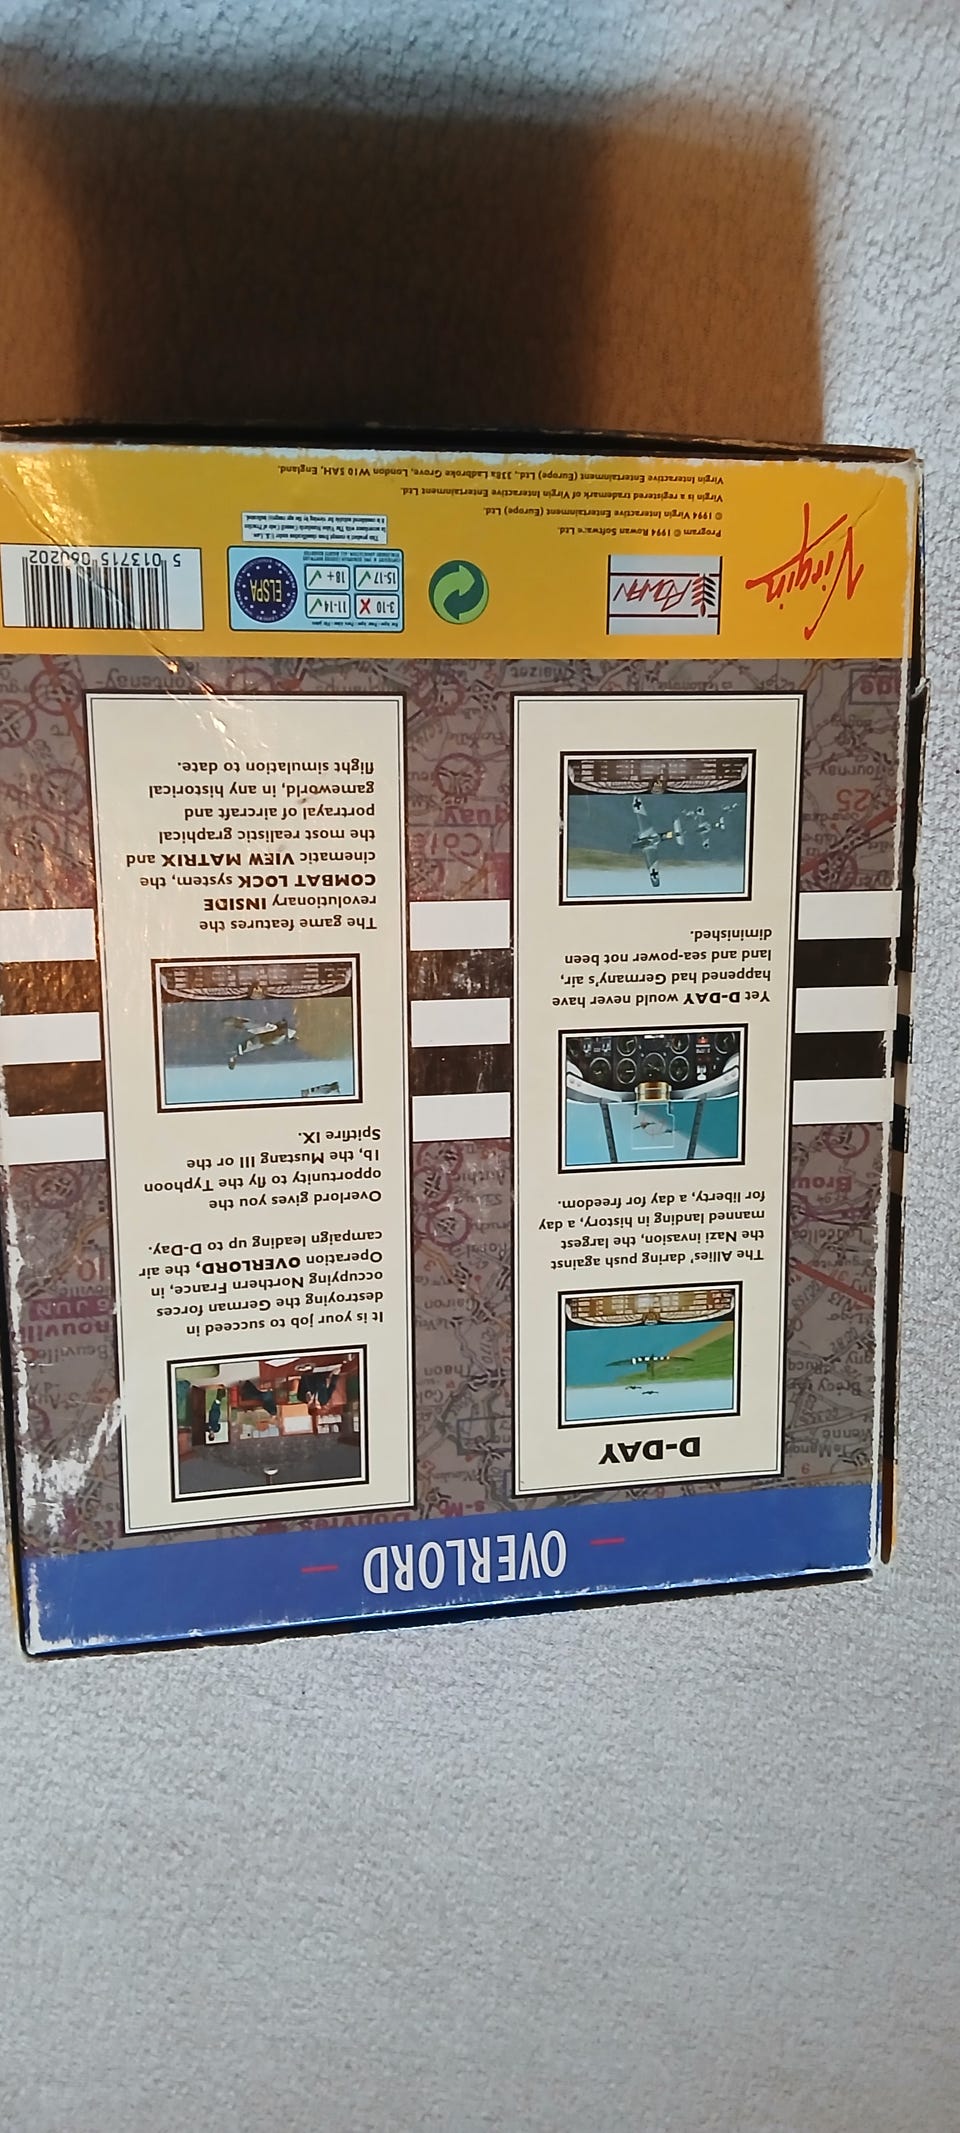 OVERLORD
D-DAY
The Allies' daring push against
the Nazi invasion, the largest
manned landing in history, a day
for liberty, a day for freedom.
Yet D-DAY would never have
happened had Germany's air,
land and sea-power not been
diminished.
It is your job to succeed in
destroying the German forces
occupying Northern France, in
Operation OVERLORD, the air
campaign leading up to D-Day.
Overlord gives you the
opportunity to fly the Typhoon
1b, the Mustang III or the
Spitfire IX.
The game features the
revolutionary INSIDE
COMBAT LOCK system, the
cinematic VIEW MATRIX and
the most realistic graphical
portrayal of aircraft and
gameworld, in any historical
flight simulation to date.
Virgin
ROWAN
3-10
11-14
15-17
18+
ELSPA
5 013715 060202
Program © 1994 Rowan Software Ltd.
© 1994 Virgin Interactive Entertainment (Europe) Ltd.
Virgin is a registered trademark of Virgin Interactive Entertainment Ltd.
Virgin Interactive Entertainment (Europe) Ltd., 338a Ladbroke Grove, London W10 5AH, England.